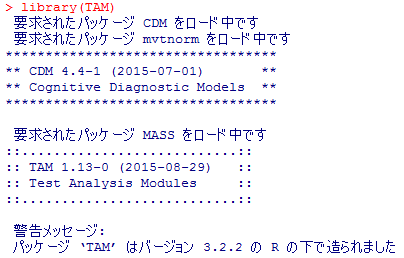 > library(TAM)
要求されたパッケージ CDM をロード中です
要求されたパッケージ mvtnorm をロード中です
**********************************
** CDM 4.4-1 (2015-07-01)       **
** Cognitive Diagnostic Models  **
**********************************
要求されたパッケージ MASS をロード中です
::...........................::
:: TAM 1.13-0 (2015-08-29)   ::
:: Test Analysis Modules     ::
::...........................::
警告メッセージ:
パッケージ ‘TAM’ はバージョン 3.2.2 の R の下で造られました